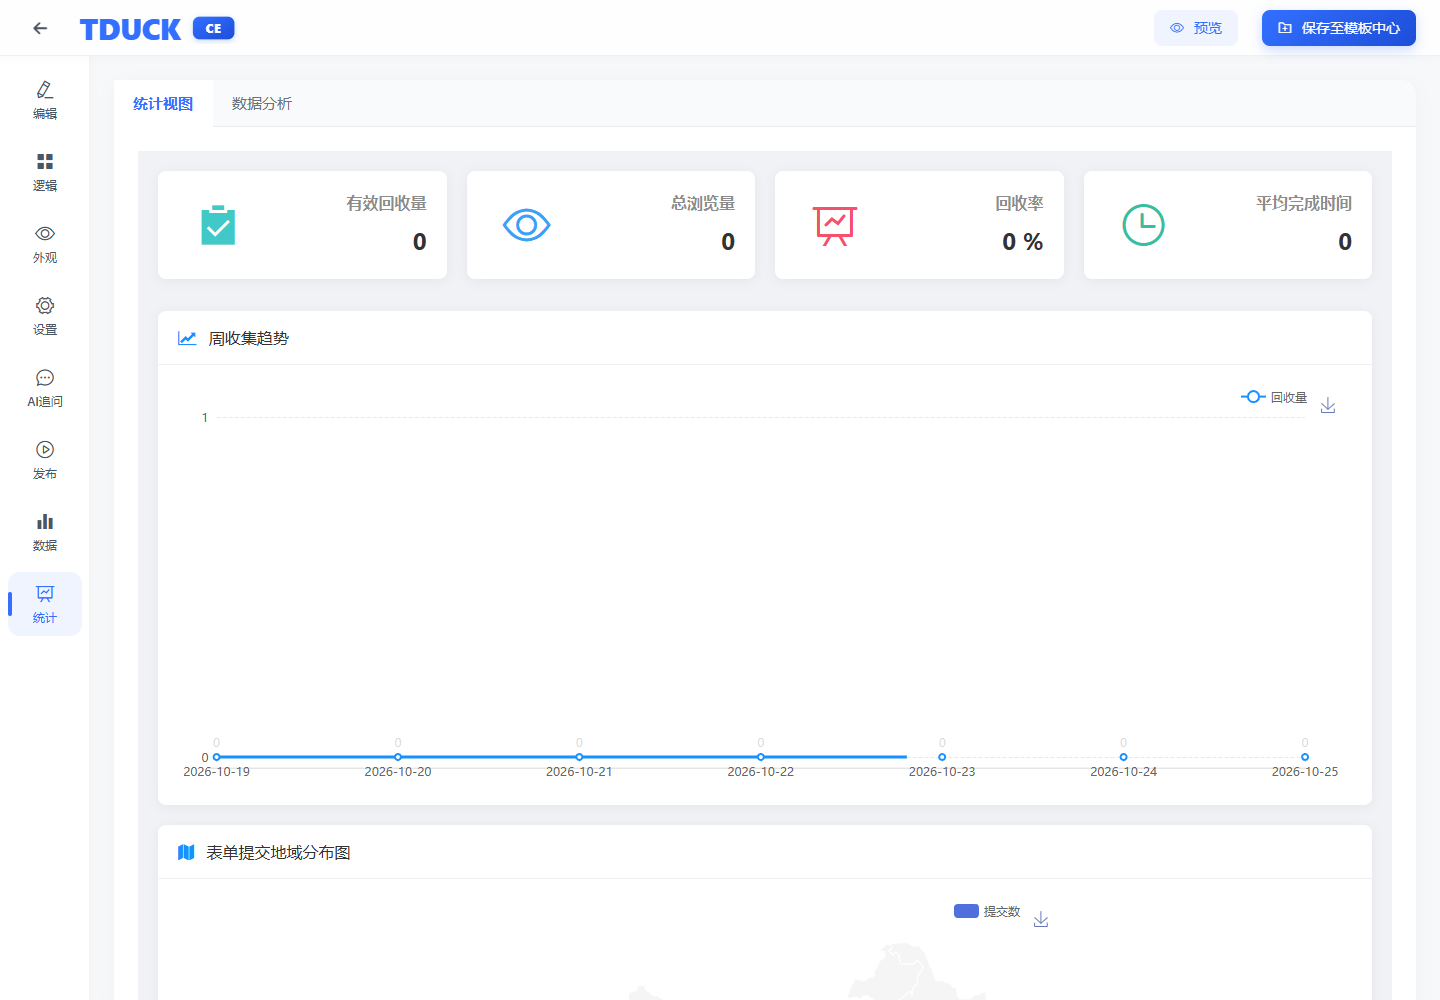 TDUCK CE
预览
保存至模板中心
编辑
逻辑
外观
设置
AI追问
发布
数据
统计
统计视图
数据分析
有效回收量
0
总浏览量
0
回收率
0 %
平均完成时间
0
周收集趋势
回收量
1
0 0 0 0 0 0 0
0
2026-10-19 2026-10-20 2026-10-21 2026-10-22 2026-10-23 2026-10-24 2026-10-25
表单提交地域分布图
提交数